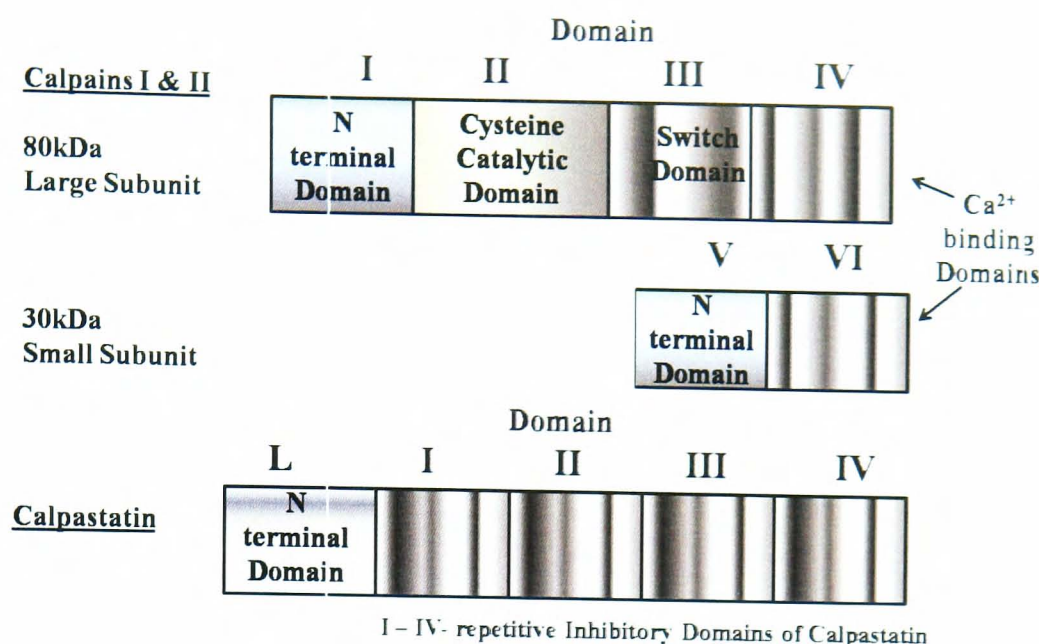 Domain
Calpains I & II
I II III IV
80kDa
Large Subunit
N
terminal
Domain
Cysteine
Catalytic
Domain
Switch
Domain
Ca²⁺
binding
Domains
V VI
30kDa
Small Subunit
N
terminal
Domain
Domain
L I II III IV
Calpastatin
N
terminal
Domain
I – IV- repetitive Inhibitory Domains of Calpastatin